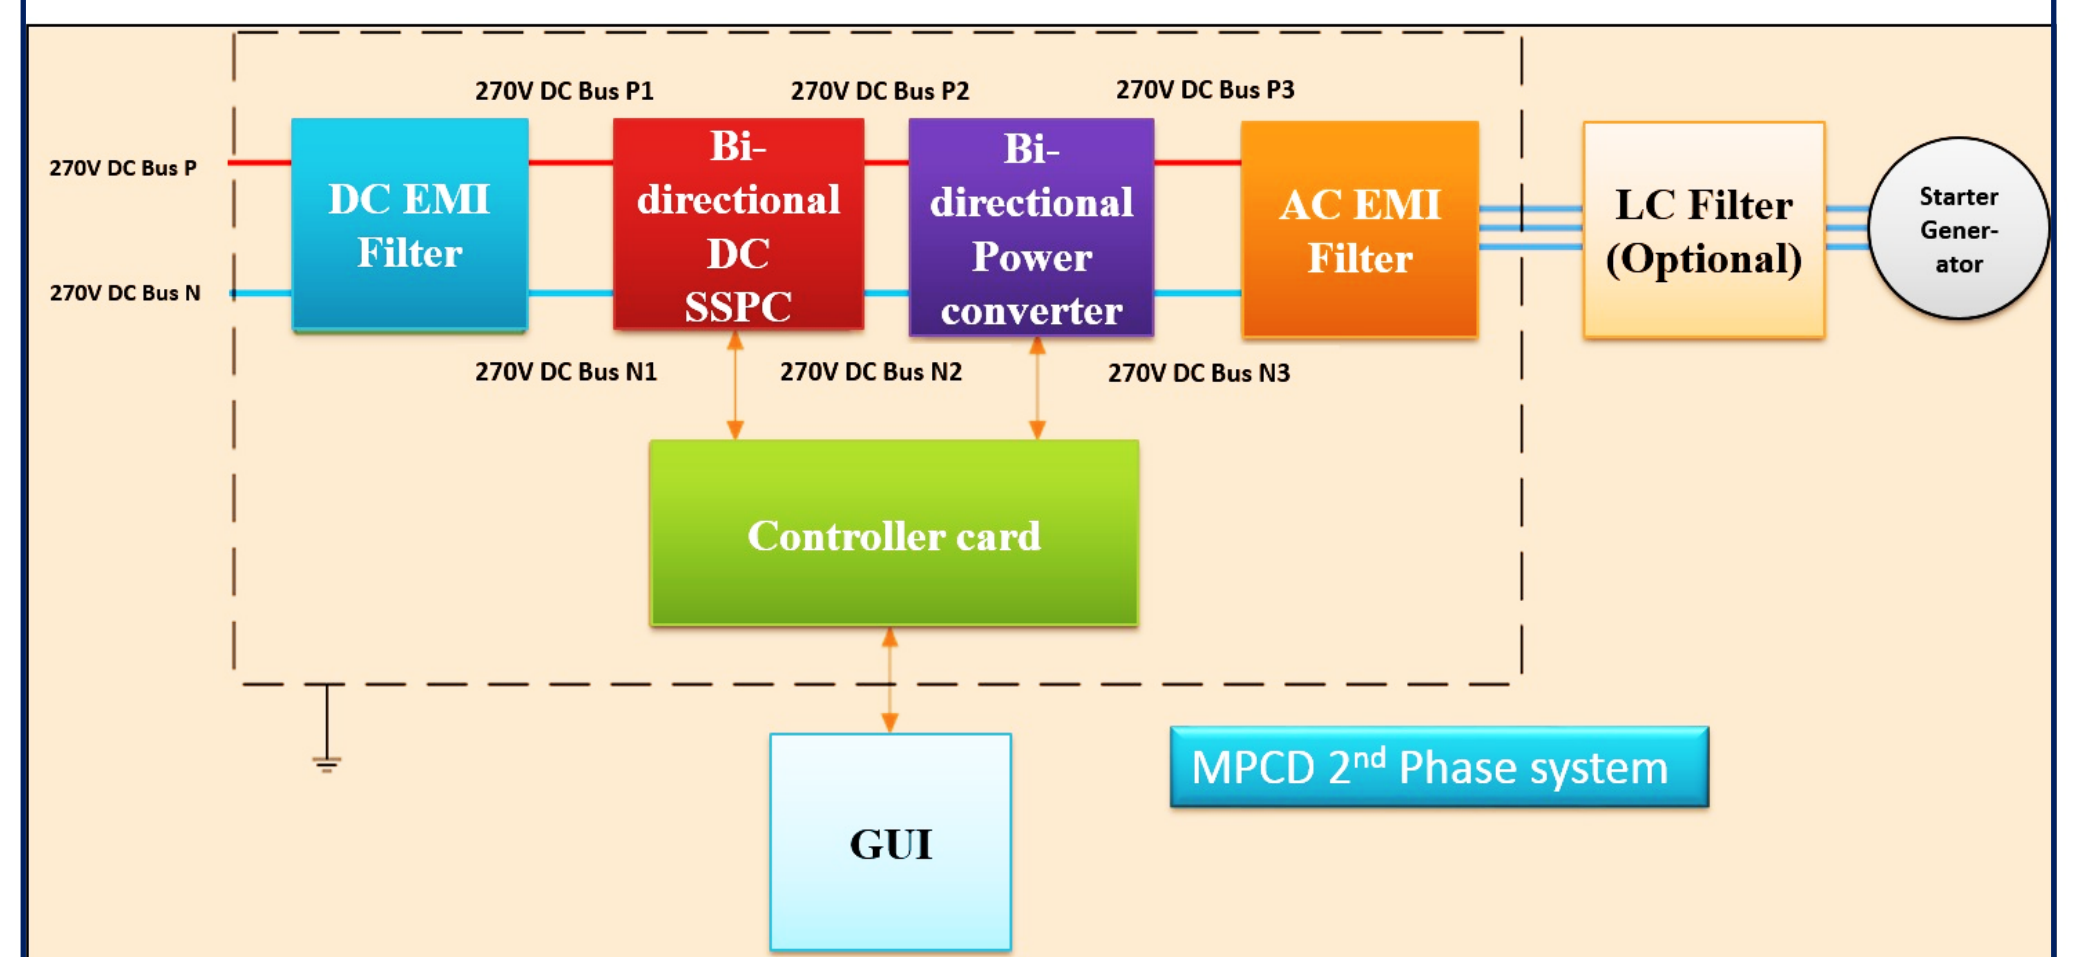 270V DC Bus P1
270V DC Bus P2
270V DC Bus P3
270V DC Bus P
270V DC Bus N
DC EMI
Filter
Bi-
directional
DC
SSPC
Bi-
directional
Power
converter
AC EMI
Filter
LC Filter
(Optional)
Starter
Gener-
ator
270V DC Bus N1
270V DC Bus N2
270V DC Bus N3
Controller card
MPCD 2nd Phase system
GUI